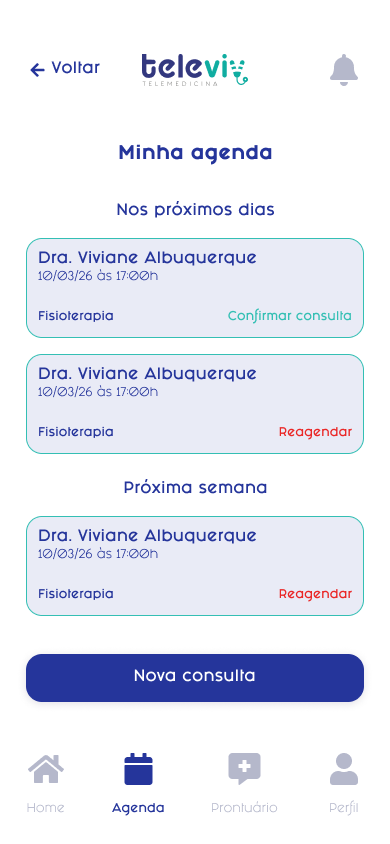 Voltar
televiv
TELEMEDICINA
Minha agenda
Nos próximos dias
Dra. Viviane Albuquerque
10/03/26 às 17:00h
Fisioterapia
Confirmar consulta
Dra. Viviane Albuquerque
10/03/26 às 17:00h
Fisioterapia
Reagendar
Próxima semana
Dra. Viviane Albuquerque
10/03/26 às 17:00h
Fisioterapia
Reagendar
Nova consulta
Home
Agenda
Prontuário
Perfil